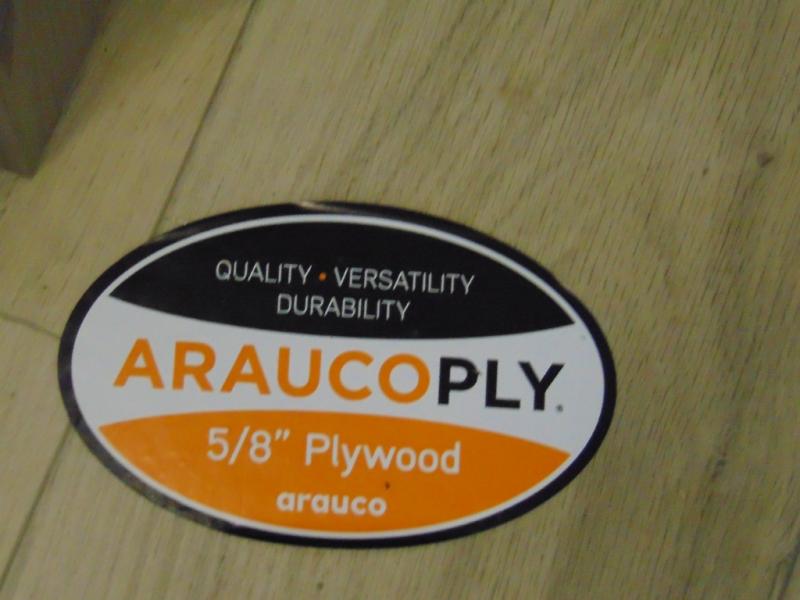 QUALITY • VERSATILITY
DURABILITY
ARAUCOPLY.
5/8" Plywood
arauco